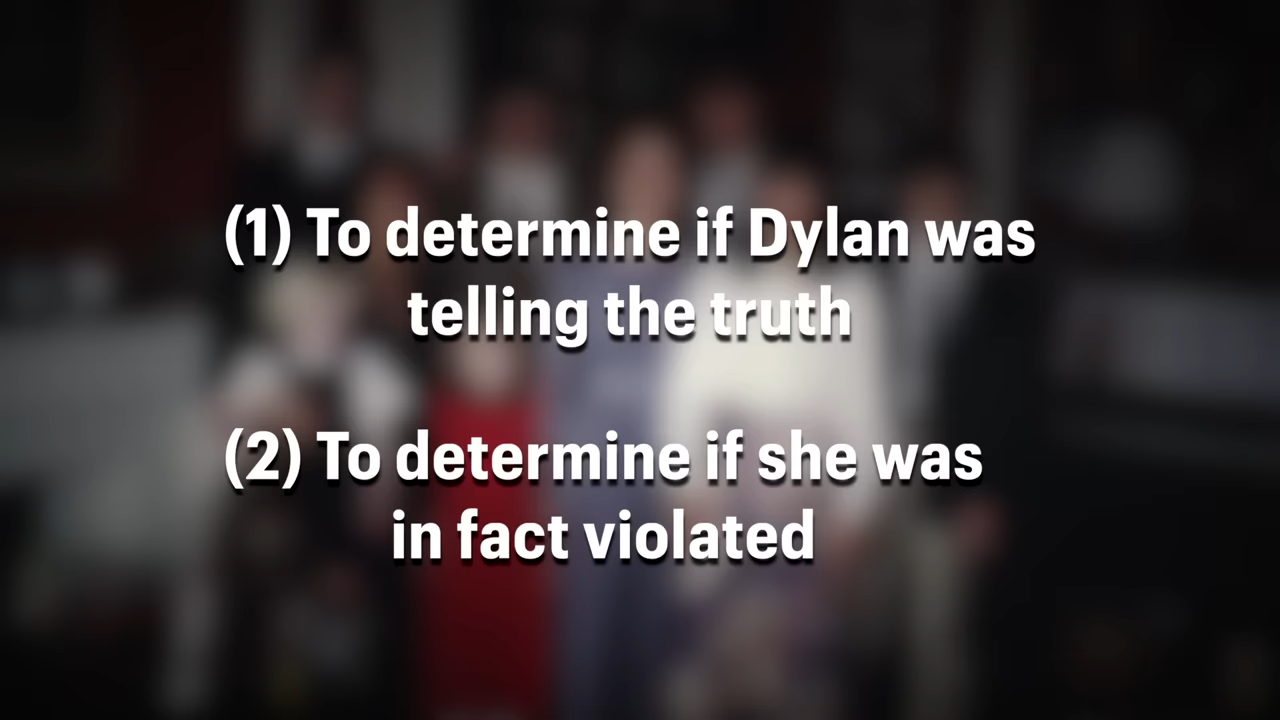 (1) To determine if Dylan was
telling the truth
(2) To determine if she was
in fact violated